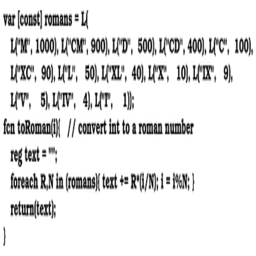 var [const] romans = L(
L("M", 1000), L("CM", 900), L("D", 500), L("CD", 400), L("C", 100),
L("XC", 90), L("L", 50), L("XL", 40), L("X", 10), L("IX", 9),
L("V", 5), L("IV", 4), L("I", 1));
fcn toRoman(i){ // convert int to a roman number
reg text = "";
foreach R,N in (romans){ text += R*(i/N); i = i%N; }
return(text);
}